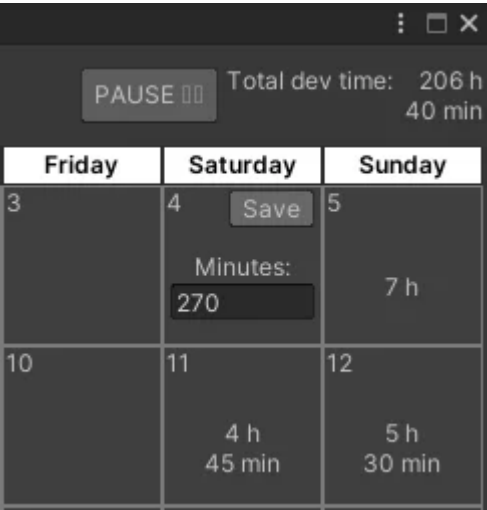 PAUSE
Total dev time: 206 h
40 min
Friday Saturday Sunday
3 4 Save 5
Minutes:
270
7 h
10 11 12
4 h 5 h
45 min 30 min